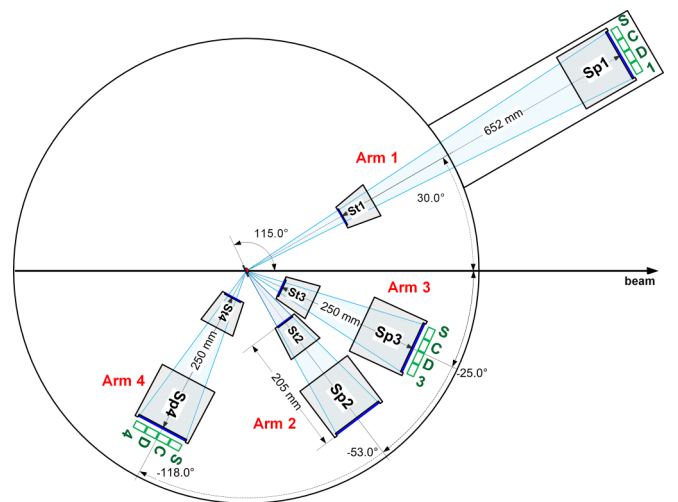 S
C
D
1
Sp1
652 mm
Arm 1
St1
30.0°
115.0°
beam
St3
Arm 3
250 mm
Sp3
S
C
D
3
-25.0°
St4
St2
250 mm
205 mm
Arm 4
Sp4
Arm 2
Sp2
4
D
C
S
-53.0°
-118.0°